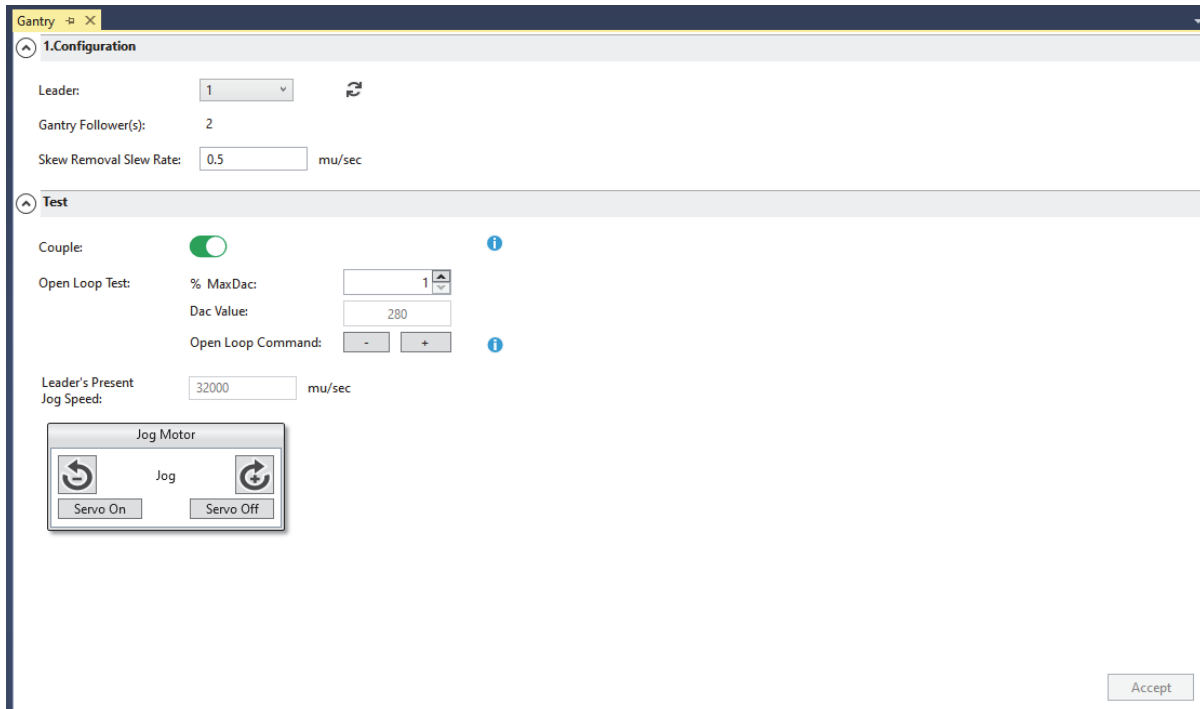 Gantry
1.Configuration
Leader: 1
Gantry Follower(s): 2
Skew Removal Slew Rate: 0.5 mu/sec
Test
Couple:
Open Loop Test: % MaxDac: 1
Dac Value: 280
Open Loop Command: - +
Leader's Present
Jog Speed: 32000 mu/sec
Jog Motor
Jog
Servo On Servo Off
Accept